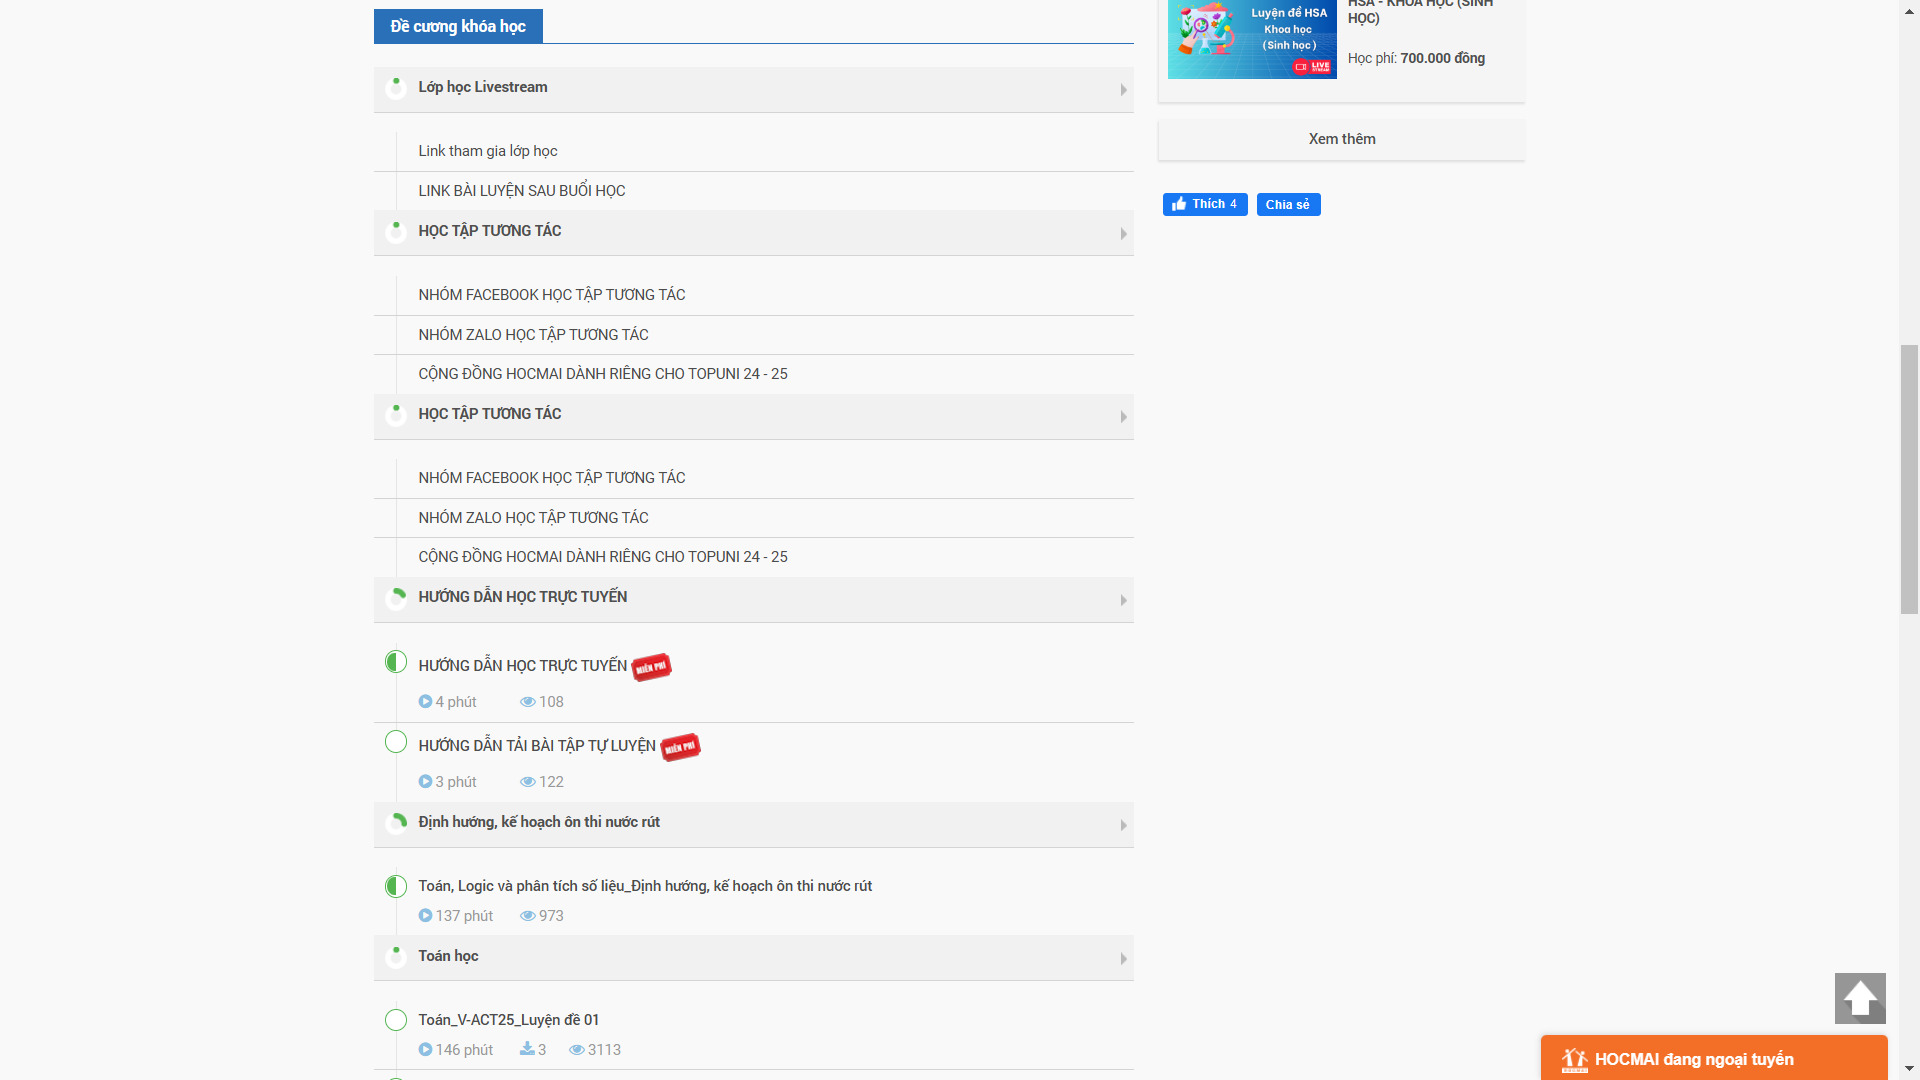 Đề cương khóa học
Lớp học Livestream
Link tham gia lớp học
LINK BÀI LUYỆN SAU BUỔI HỌC
HỌC TẬP TƯƠNG TÁC
NHÓM FACEBOOK HỌC TẬP TƯƠNG TÁC
NHÓM ZALO HỌC TẬP TƯƠNG TÁC
CỘNG ĐỒNG HOCMAI DÀNH RIÊNG CHO TOPUNI 24 - 25
HỌC TẬP TƯƠNG TÁC
NHÓM FACEBOOK HỌC TẬP TƯƠNG TÁC
NHÓM ZALO HỌC TẬP TƯƠNG TÁC
CỘNG ĐỒNG HOCMAI DÀNH RIÊNG CHO TOPUNI 24 - 25
HƯỚNG DẪN HỌC TRỰC TUYẾN
HƯỚNG DẪN HỌC TRỰC TUYẾN MIỄN PHÍ
4 phút 108
HƯỚNG DẪN TẢI BÀI TẬP TỰ LUYỆN MIỄN PHÍ
3 phút 122
Định hướng, kế hoạch ôn thi nước rút
Toán, Logic và phân tích số liệu_Định hướng, kế hoạch ôn thi nước rút
137 phút 973
Toán học
Toán_V-ACT25_Luyện đề 01
146 phút 3 3113
Luyện đề HSA
Khoa học
(Sinh học)
LIVE
STREAM
HSA - KHOA HỌC (SINH
HỌC)
Học phí: 700.000 đồng
Xem thêm
Thích 4
Chia sẻ
HOCMAI đang ngoại tuyến